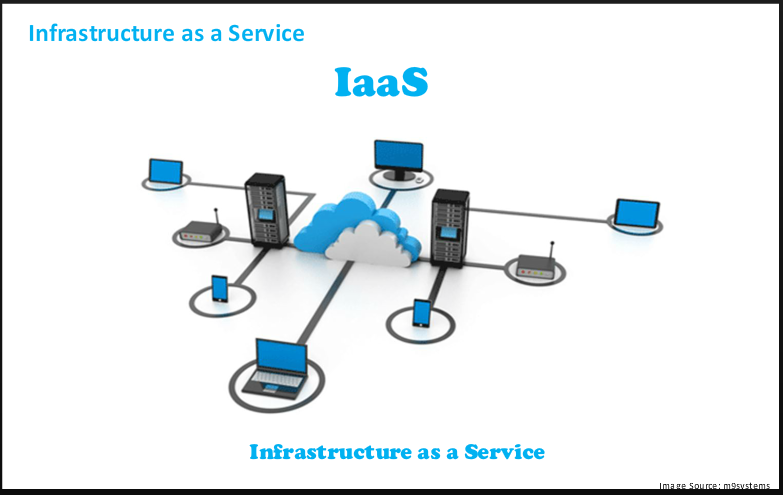 Infrastructure as a Service
IaaS
Infrastructure as a Service
Image Source: m9systems